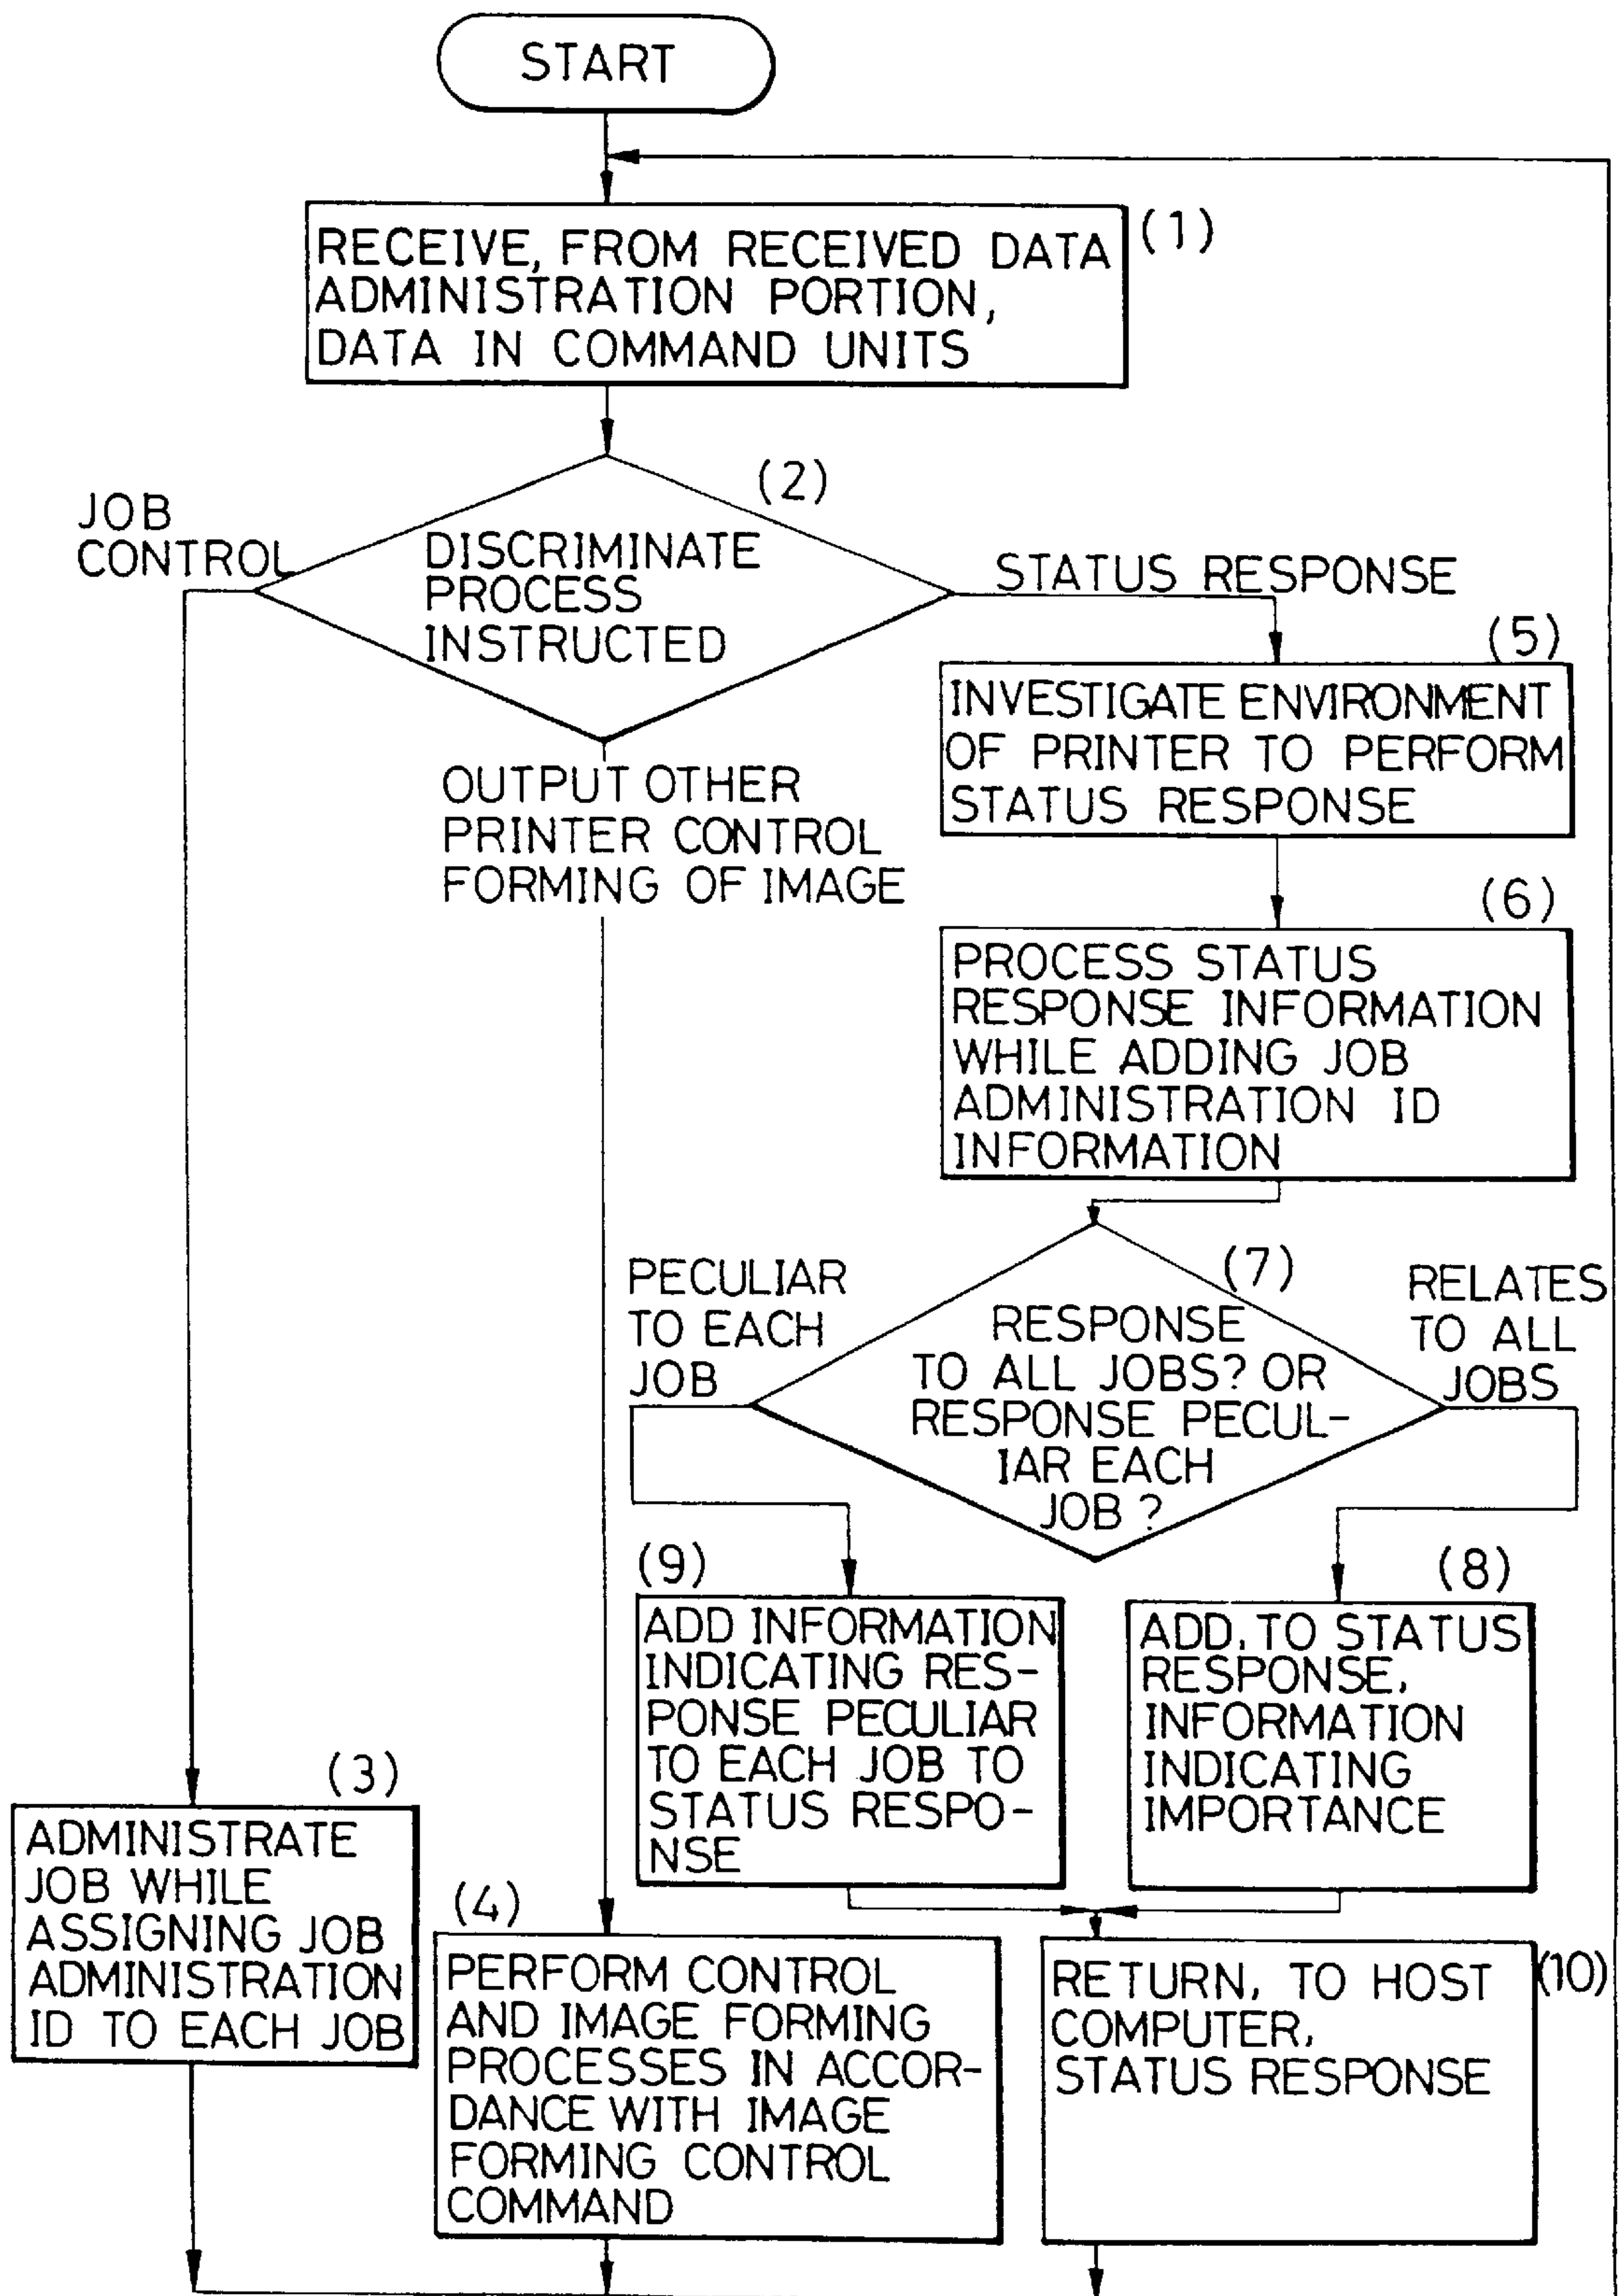 START
(1)
RECEIVE, FROM RECEIVED DATA
ADMINISTRATION PORTION,
DATA IN COMMAND UNITS
(2)
JOB
CONTROL
DISCRIMINATE
PROCESS
INSTRUCTED
STATUS RESPONSE
OUTPUT OTHER
PRINTER CONTROL
FORMING OF IMAGE
(5)
INVESTIGATE ENVIRONMENT
OF PRINTER TO PERFORM
STATUS RESPONSE
(6)
PROCESS STATUS
RESPONSE INFORMATION
WHILE ADDING JOB
ADMINISTRATION ID
INFORMATION
(7)
PECULIAR
TO EACH
JOB
RESPONSE
TO ALL JOBS? OR
RESPONSE PECUL-
IAR EACH
JOB ?
RELATES
TO ALL
JOBS
(9)
ADD INFORMATION
INDICATING RES-
PONSE PECULIAR
TO EACH JOB TO
STATUS RESPO-
NSE
(8)
ADD, TO STATUS
RESPONSE,
INFORMATION
INDICATING
IMPORTANCE
(3)
ADMINISTRATE
JOB WHILE
ASSIGNING JOB
ADMINISTRATION
ID TO EACH JOB
(4)
PERFORM CONTROL
AND IMAGE FORMING
PROCESSES IN ACCOR-
DANCE WITH IMAGE
FORMING CONTROL
COMMAND
(10)
RETURN, TO HOST
COMPUTER,
STATUS RESPONSE